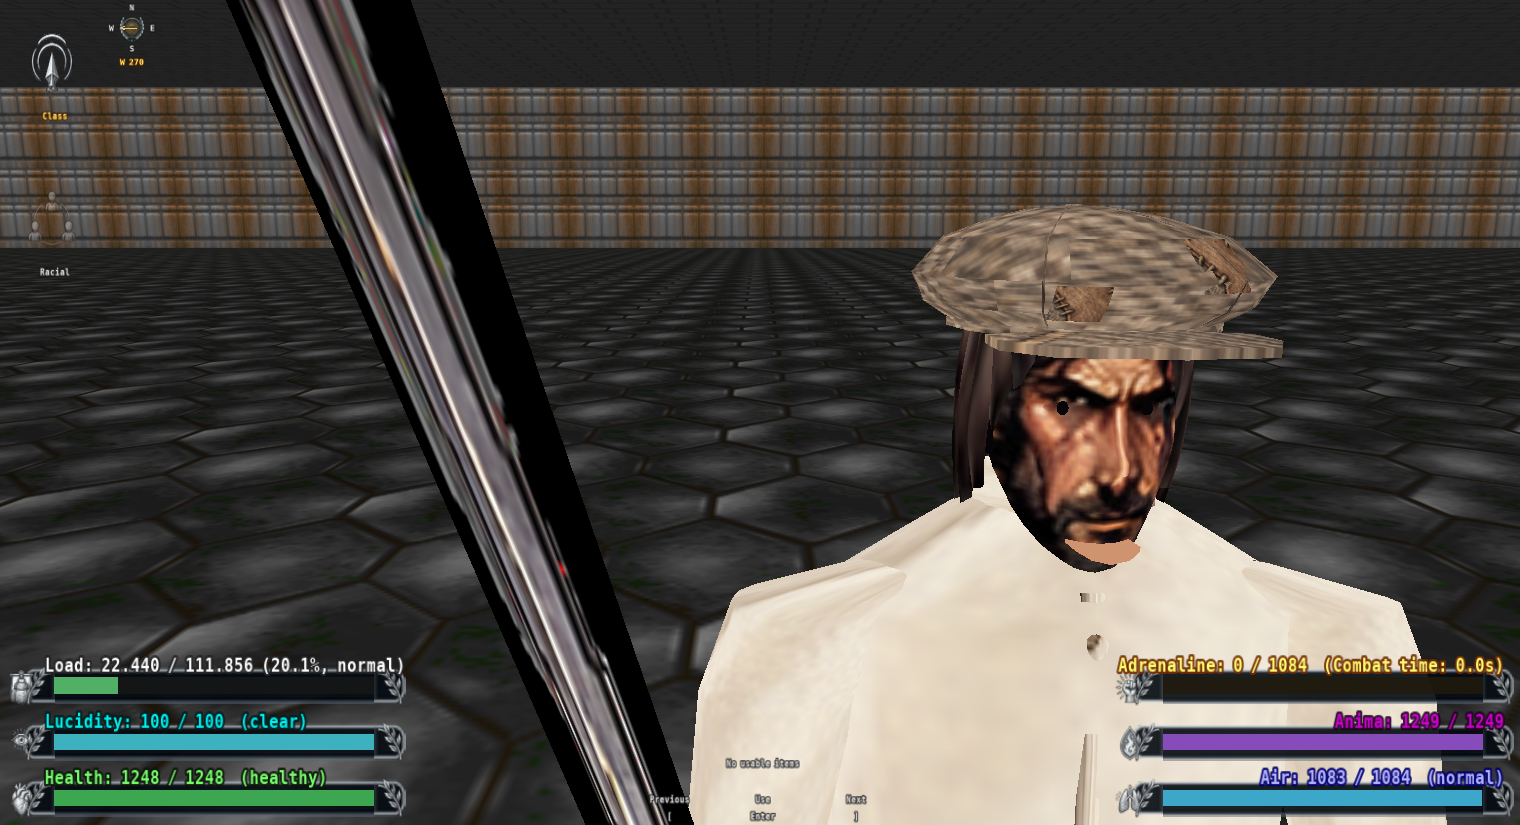 N
W E
S
W 270
Class
Racial
Load: 22.440 / 111.856 (20.1%, normal)
Lucidity: 100 / 100 (clear)
Health: 1248 / 1248 (healthy)
No usable items
Previous Use Next
[ Enter ]
Adrenaline: 0 / 1084 (Combat time: 0.0s)
Anima: 1249 / 1249
Air: 1083 / 1084 (normal)